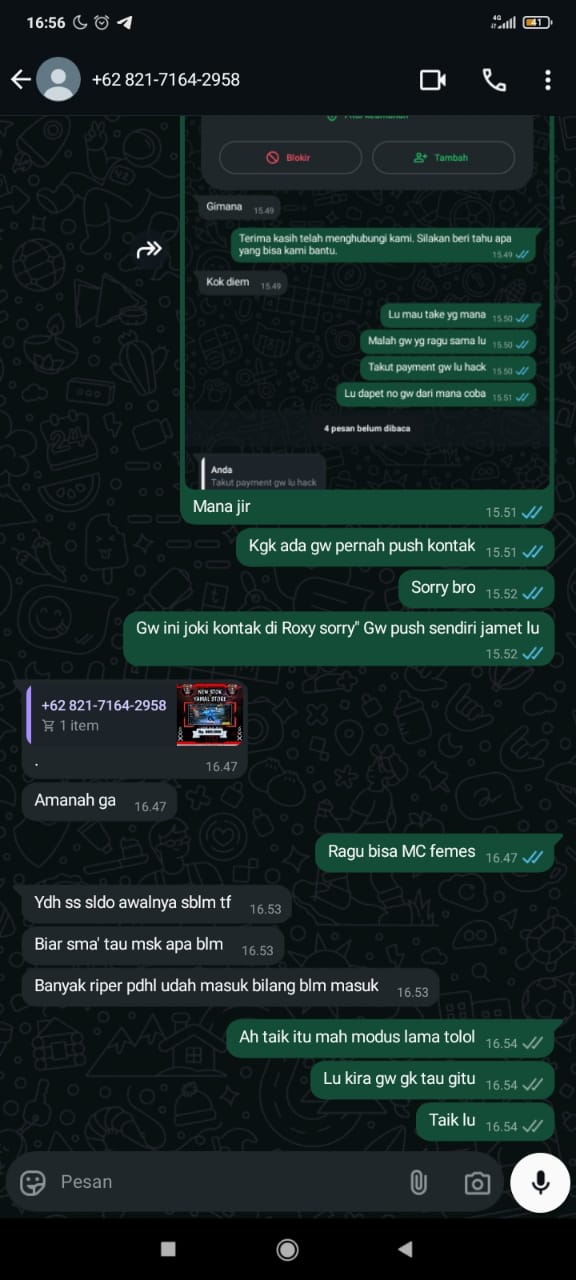 16:56
4G
41
+62 821-7164-2958
Blokir
Tambah
Gimana 15.49
Terima kasih telah menghubungi kami. Silakan beri tahu apa
yang bisa kami bantu. 15.49
Kok diem 15.49
Lu mau take yg mana 15.50
Malah gw yg ragu sama lu 15.50
Takut payment gw lu hack 15.50
Lu dapet no gw dari mana coba 15.51
4 pesan belum dibaca
Anda
Takut payment gw lu hack
Mana jir 15.51
Kgk ada gw pernah push kontak 15.51
Sorry bro 15.52
Gw ini joki kontak di Roxy sorry" Gw push sendiri jamet lu
15.52
+62 821-7164-2958
1 item
NEW STOK
YAMAL STORE
. 16.47
Amanah ga 16.47
Ragu bisa MC femes 16.47
Ydh ss sldo awalnya sblm tf 16.53
Biar sma' tau msk apa blm 16.53
Banyak riper pdhl udah masuk bilang blm masuk 16.53
Ah taik itu mah modus lama tolol 16.54
Lu kira gw gk tau gitu 16.54
Taik lu 16.54
Pesan